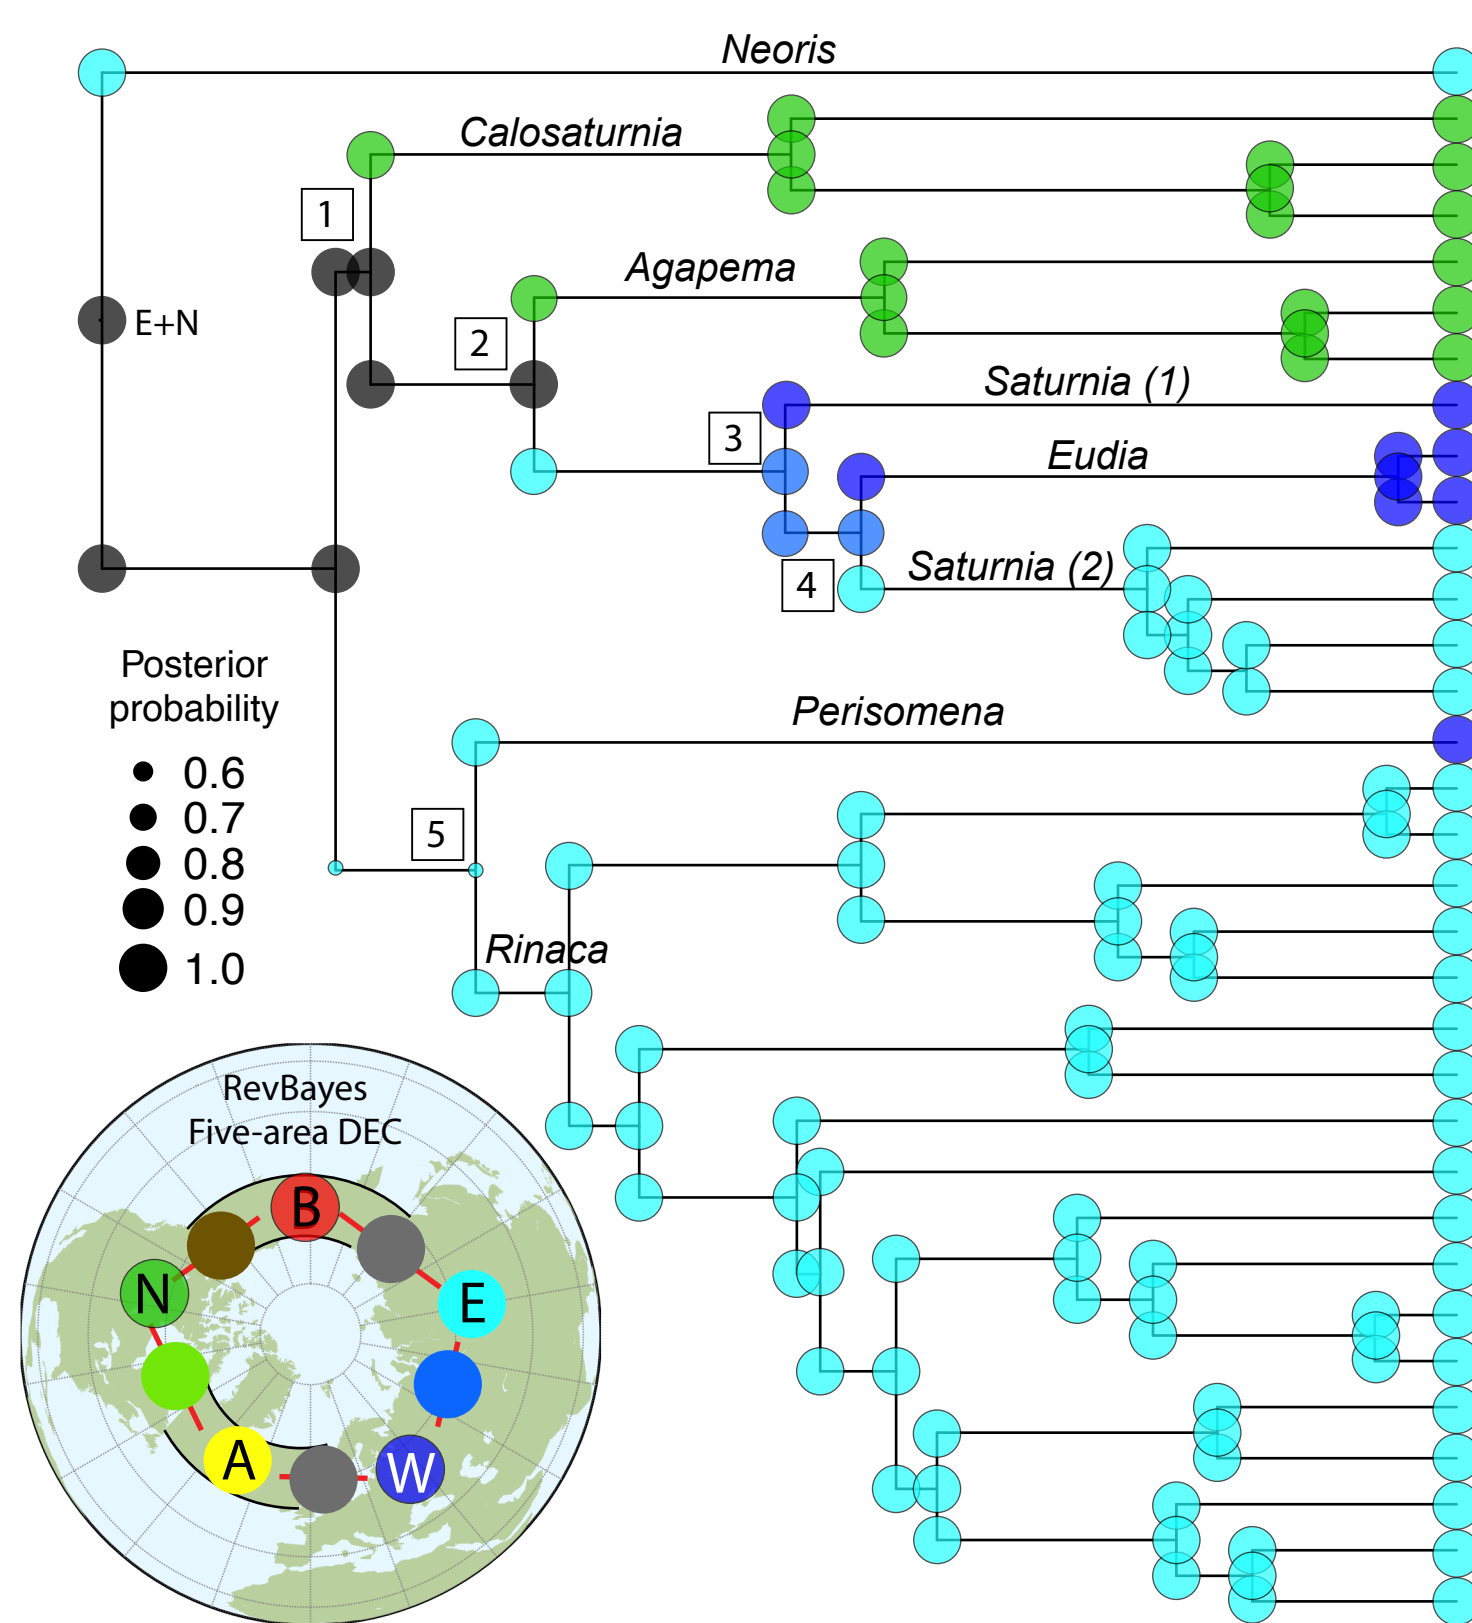 Neoris
Calosaturnia
1
Agapema
E+N
2
Saturnia (1)
3
Eudia
Saturnia (2)
4
Posterior
probability
Perisomena
0.6
0.7
5
0.8
0.9
Rinaca
1.0
RevBayes
Five-area DEC
B
N
E
A
W